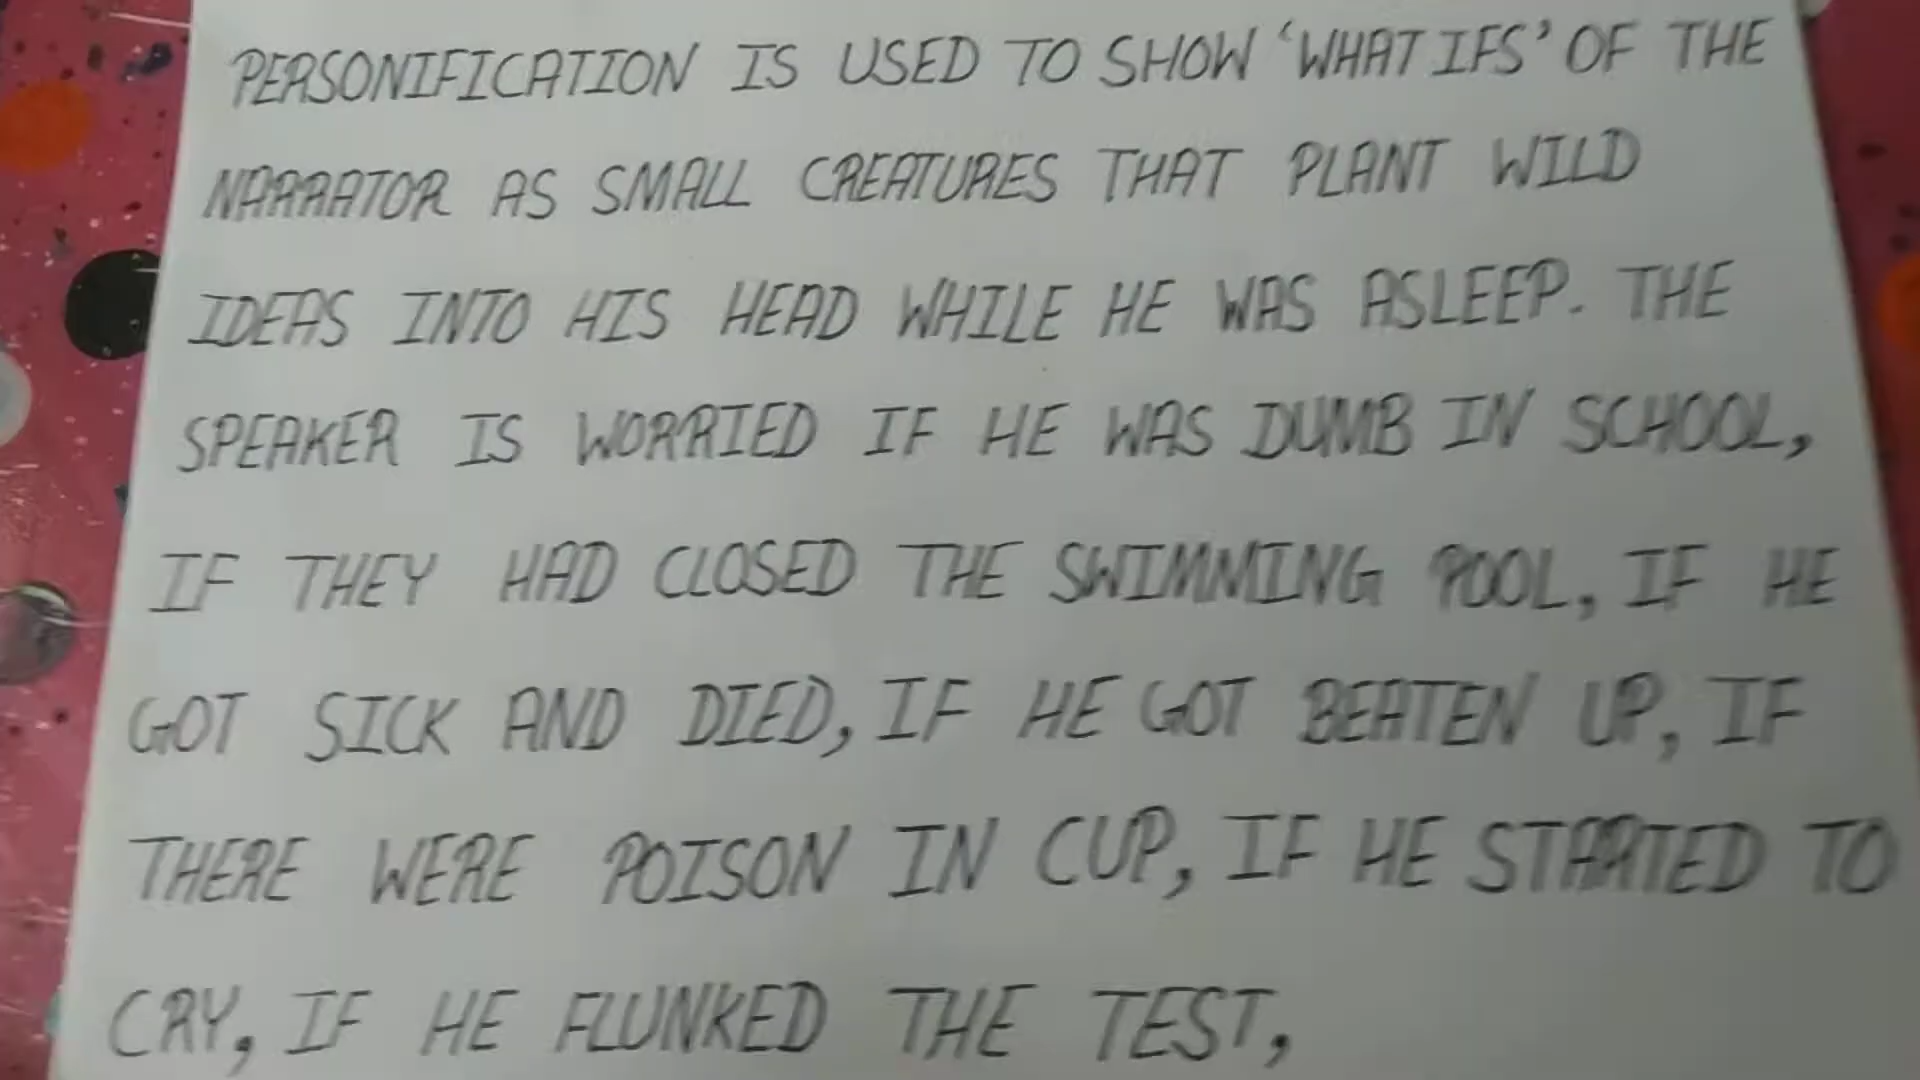 PERSONIFICATION IS USED TO SHOW 'WHAT IFS' OF THE
NARRATOR AS SMALL CREATURES THAT PLANT WILD
IDEAS INTO HIS HEAD WHILE HE WAS ASLEEP. THE
SPEAKER IS WORRIED IF HE WAS DUMB IN SCHOOL,
IF THEY HAD CLOSED THE SWIMMING POOL, IF HE
GOT SICK AND DIED, IF HE GOT BEATEN UP, IF
THERE WERE POISON IN CUP, IF HE STARTED TO
CRY, IF HE FLUNKED THE TEST,